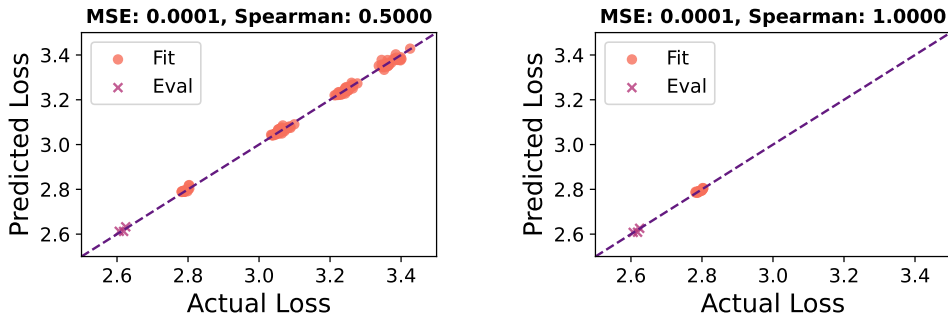 MSE: 0.0001, Spearman: 0.5000
Predicted Loss
3.4
3.2
3.0
2.8
2.6
Fit
Eval
2.6 2.8 3.0 3.2 3.4
Actual Loss
MSE: 0.0001, Spearman: 1.0000
Predicted Loss
3.4
3.2
3.0
2.8
2.6
Fit
Eval
2.6 2.8 3.0 3.2 3.4
Actual Loss